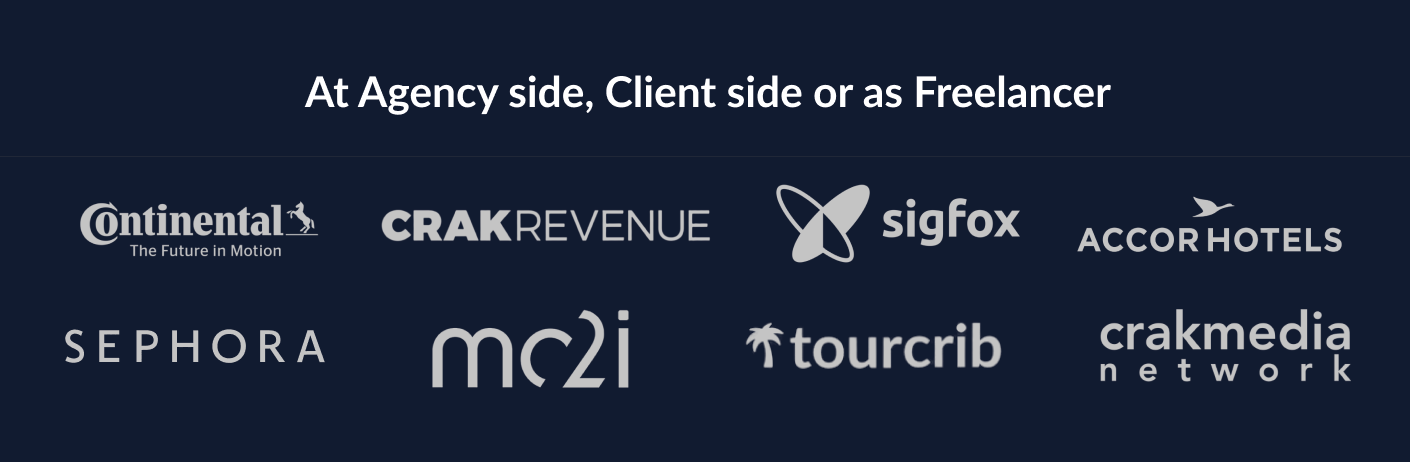 At Agency side, Client side or as Freelancer
Continental
The Future in Motion
CRAKREVENUE
sigfox
ACCOR HOTELS
SEPHORA
mc2i
tourcrib
crakmedia
network